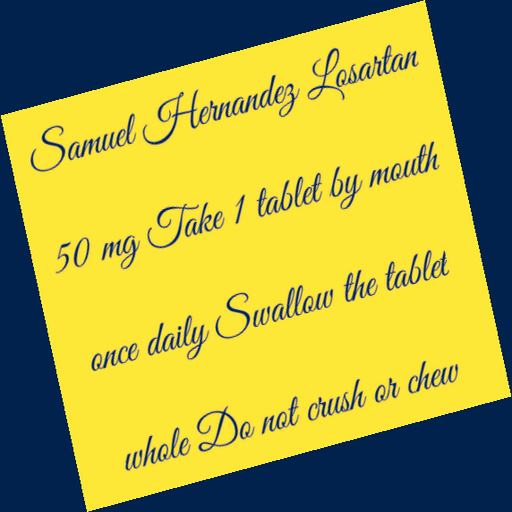 Samuel Hernandez Losartan
50 mg Take 1 tablet by mouth
once daily Swallow the tablet
whole Do not crush or chew